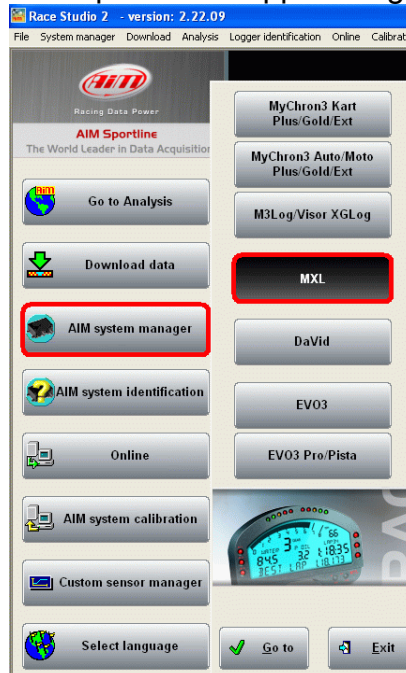 Race Studio 2 - version: 2.22.09
File System manager Download Analysis Logger identification Online Calibrat
AIM
Racing Data Power
AIM Sportline
The World Leader in Data Acquisition
Go to Analysis
Download data
AIM system manager
AIM system identification
Online
AIM system calibration
Custom sensor manager
Select language
MyChron3 Kart
Plus/Gold/Ext
MyChron3 Auto/Moto
Plus/Gold/Ext
M3Log/Visor XGLog
MXL
DaVid
EVO3
EVO3 Pro/Pista
BEST LAP
Go to
Exit